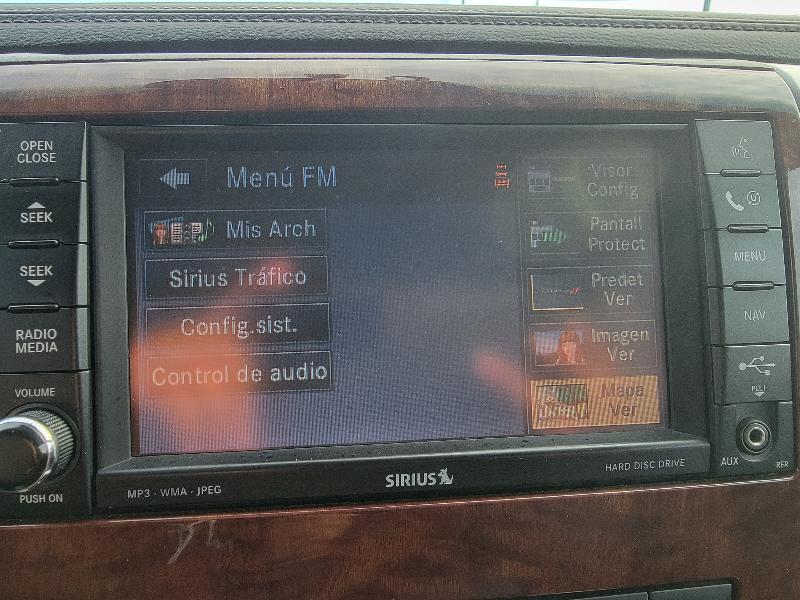 OPEN
CLOSE
SEEK
SEEK
RADIO
MEDIA
VOLUME
PUSH ON
Menú FM
Mis Arch
Sirius Tráfico
Config.sist.
Control de audio
Visor
Config
Pantall
Protect
Predet
Ver
Imagen
Ver
Mapa
Ver
MENU
NAV
PULL
AUX
RER
MP3 · WMA · JPEG
SIRIUS
HARD DISC DRIVE